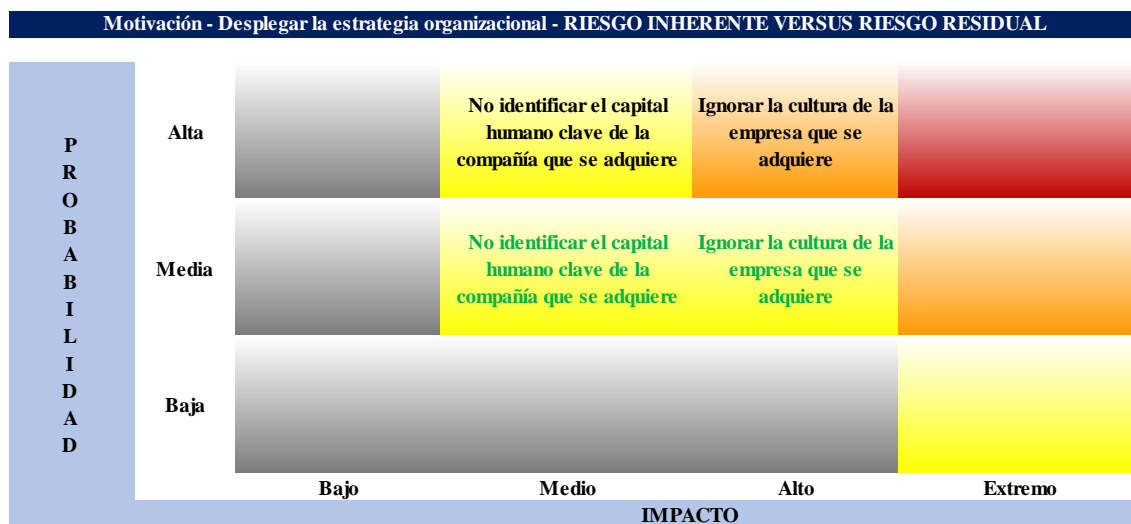 Motivación - Desplegar la estrategia organizacional - RIESGO INHERENTE VERSUS RIESGO RESIDUAL
P
R
O
B
A
B
I
L
I
D
A
D
Alta
No identificar el capital
humano clave de la
compañía que se adquiere
Ignorar la cultura de la
empresa que se
adquiere
Media
No identificar el capital
humano clave de la
compañía que se adquiere
Ignorar la cultura de la
empresa que se
adquiere
Baja
Bajo
Medio
Alto
Extremo
IMPACTO